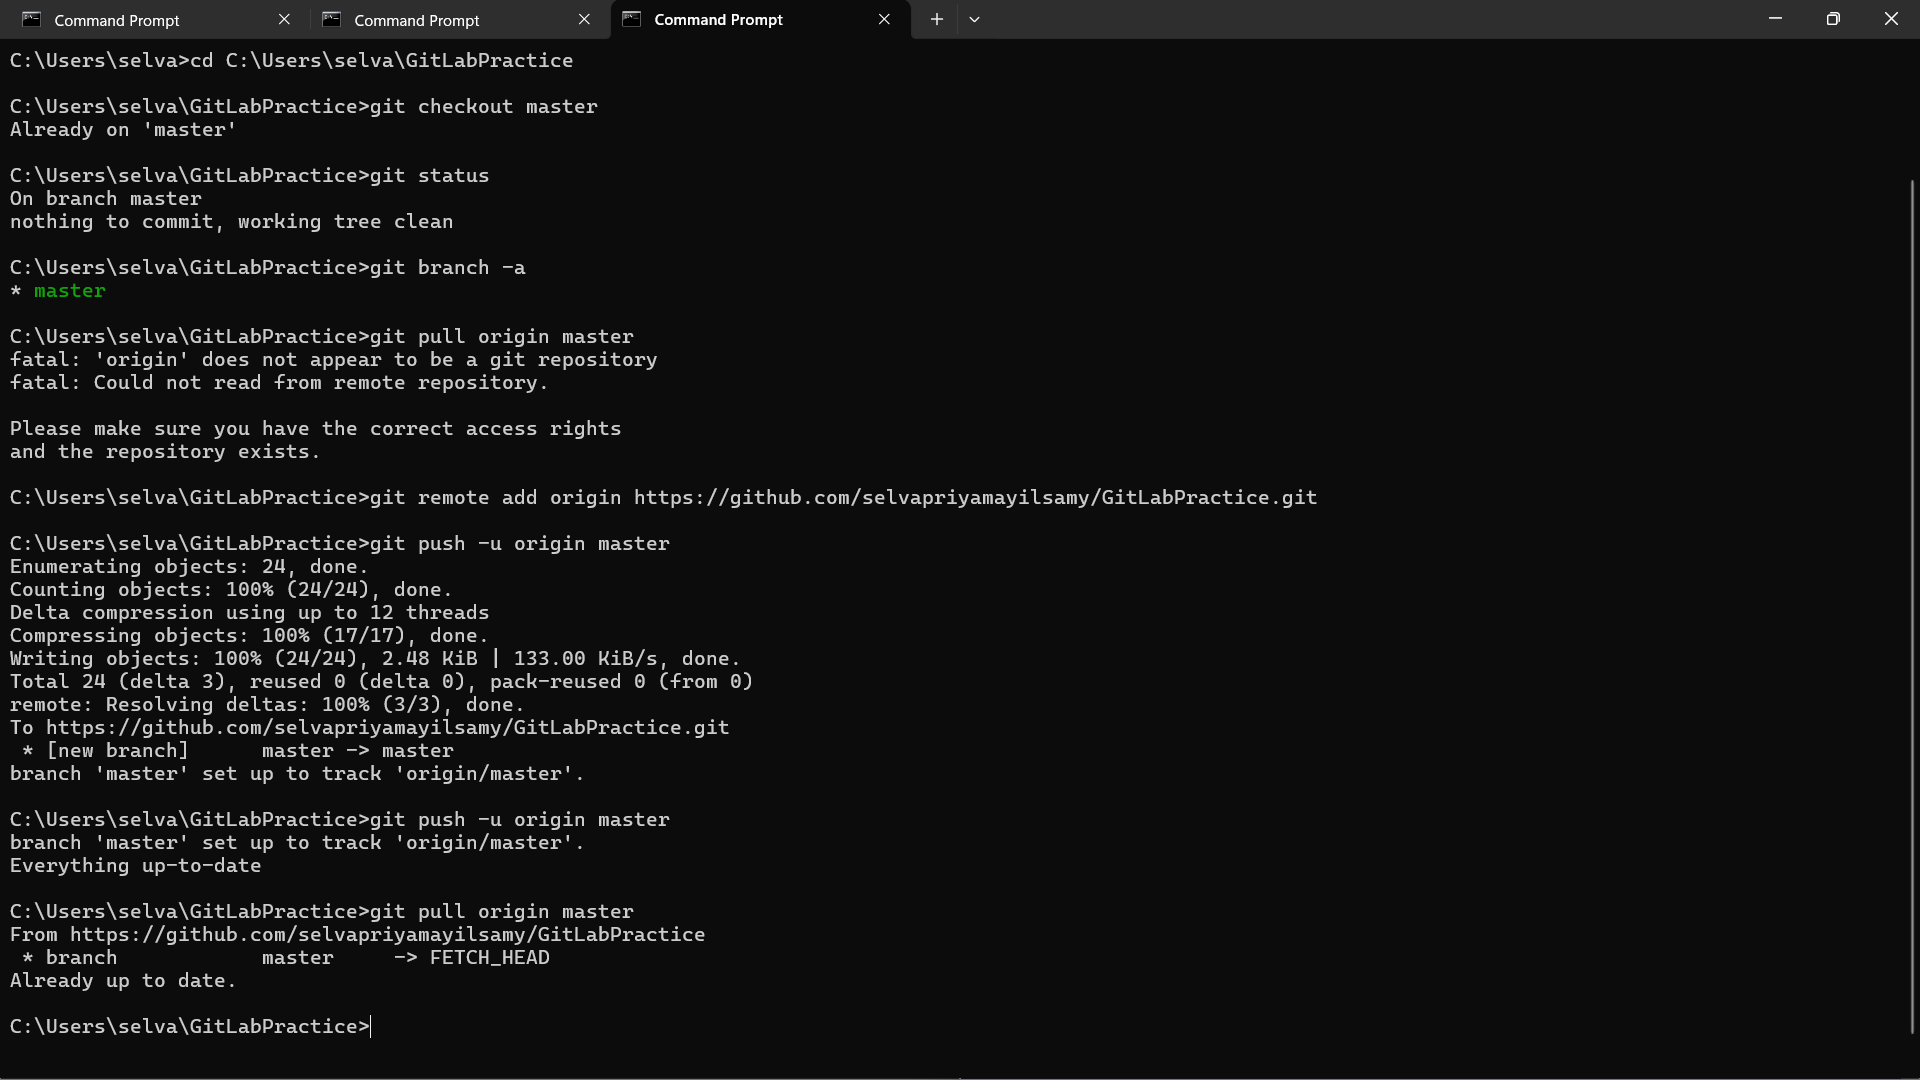 Command Prompt
Command Prompt
Command Prompt
C:\Users\selva>cd C:\Users\selva\GitLabPractice
C:\Users\selva\GitLabPractice>git checkout master
Already on 'master'
C:\Users\selva\GitLabPractice>git status
On branch master
nothing to commit, working tree clean
C:\Users\selva\GitLabPractice>git branch -a
* master
C:\Users\selva\GitLabPractice>git pull origin master
fatal: 'origin' does not appear to be a git repository
fatal: Could not read from remote repository.
Please make sure you have the correct access rights
and the repository exists.
C:\Users\selva\GitLabPractice>git remote add origin https://github.com/selvapriyamayilsamy/GitLabPractice.git
C:\Users\selva\GitLabPractice>git push -u origin master
Enumerating objects: 24, done.
Counting objects: 100% (24/24), done.
Delta compression using up to 12 threads
Compressing objects: 100% (17/17), done.
Writing objects: 100% (24/24), 2.48 KiB | 133.00 KiB/s, done.
Total 24 (delta 3), reused 0 (delta 0), pack-reused 0 (from 0)
remote: Resolving deltas: 100% (3/3), done.
To https://github.com/selvapriyamayilsamy/GitLabPractice.git
 * [new branch]      master -> master
branch 'master' set up to track 'origin/master'.
C:\Users\selva\GitLabPractice>git push -u origin master
branch 'master' set up to track 'origin/master'.
Everything up-to-date
C:\Users\selva\GitLabPractice>git pull origin master
From https://github.com/selvapriyamayilsamy/GitLabPractice
 * branch            master     -> FETCH_HEAD
Already up to date.
C:\Users\selva\GitLabPractice>